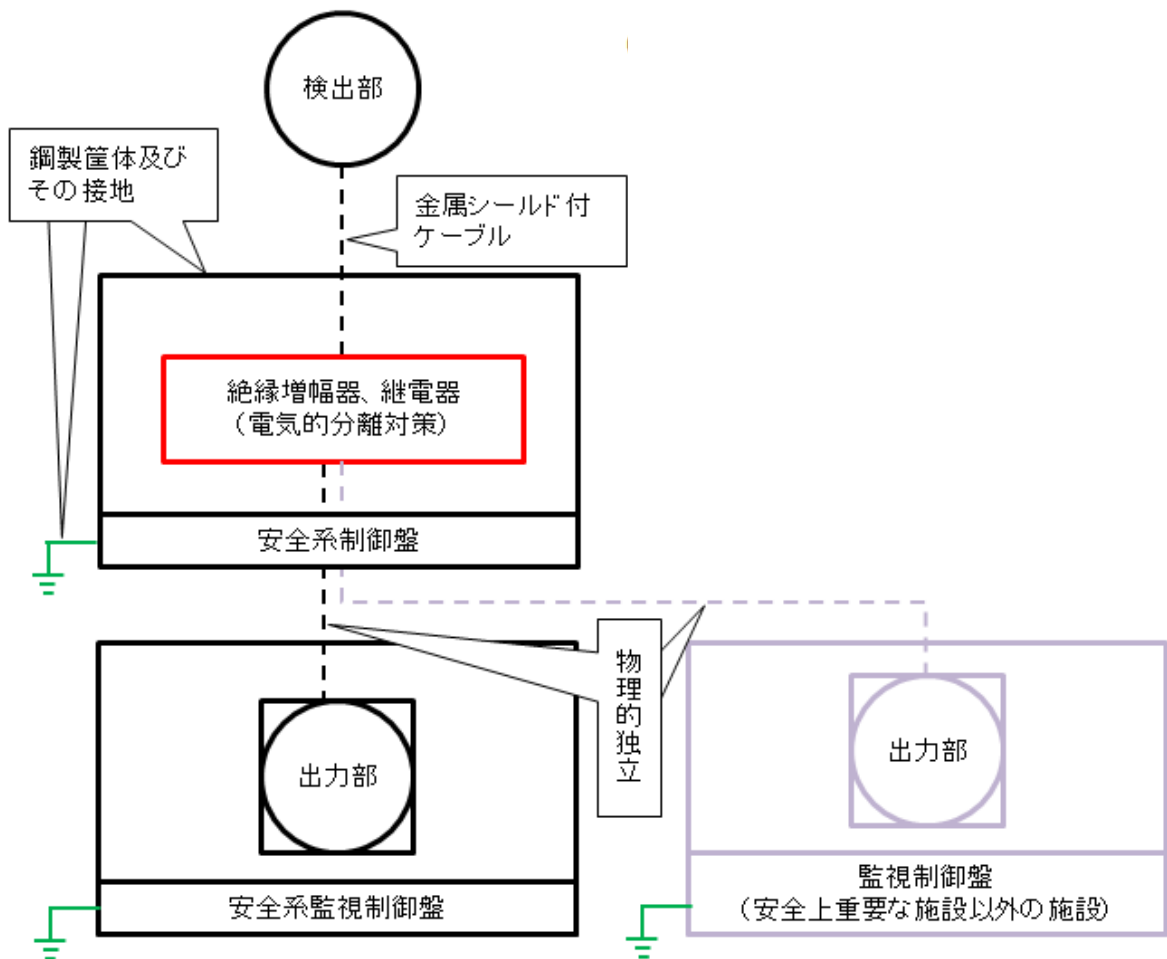 検出部
鋼製筐体及び
その接地
金属シールド付
ケーブル
絶縁増幅器、継電器
（電気的分離対策）
安全系制御盤
物理的独立
出力部
出力部
安全系監視制御盤
監視制御盤
（安全上重要な施設以外の施設）